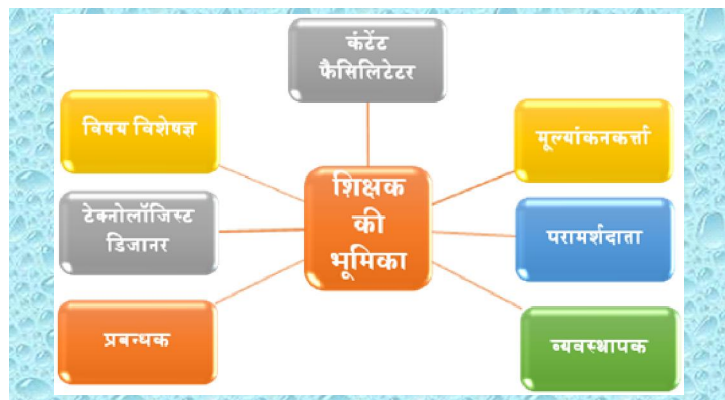 कंटेंट
फैसिलिटेटर
विषय विशेषज्ञ
मूल्यांकनकर्त्ता
शिक्षक
की
भूमिका
टेक्नोलॉजिस्ट
डिजानर
परामर्शदाता
प्रबन्धक
व्यवस्थापक